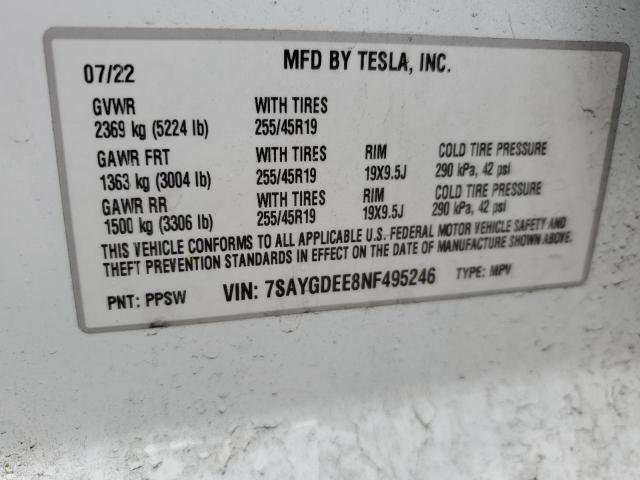 07/22 MFD BY TESLA, INC.
GVWR WITH TIRES
2369 kg (5224 lb) 255/45R19
GAWR FRT WITH TIRES RIM COLD TIRE PRESSURE
1363 kg (3004 lb) 255/45R19 19X9.5J 290 kPa, 42 psi
GAWR RR WITH TIRES RIM COLD TIRE PRESSURE
1500 kg (3306 lb) 255/45R19 19X9.5J 290 kPa, 42 psi
THIS VEHICLE CONFORMS TO ALL APPLICABLE U.S. FEDERAL MOTOR VEHICLE SAFETY AND
THEFT PREVENTION STANDARDS IN EFFECT ON THE DATE OF MANUFACTURE SHOWN ABOVE.
PNT: PPSW VIN: 7SAYGDEE8NF495246 TYPE: MPV